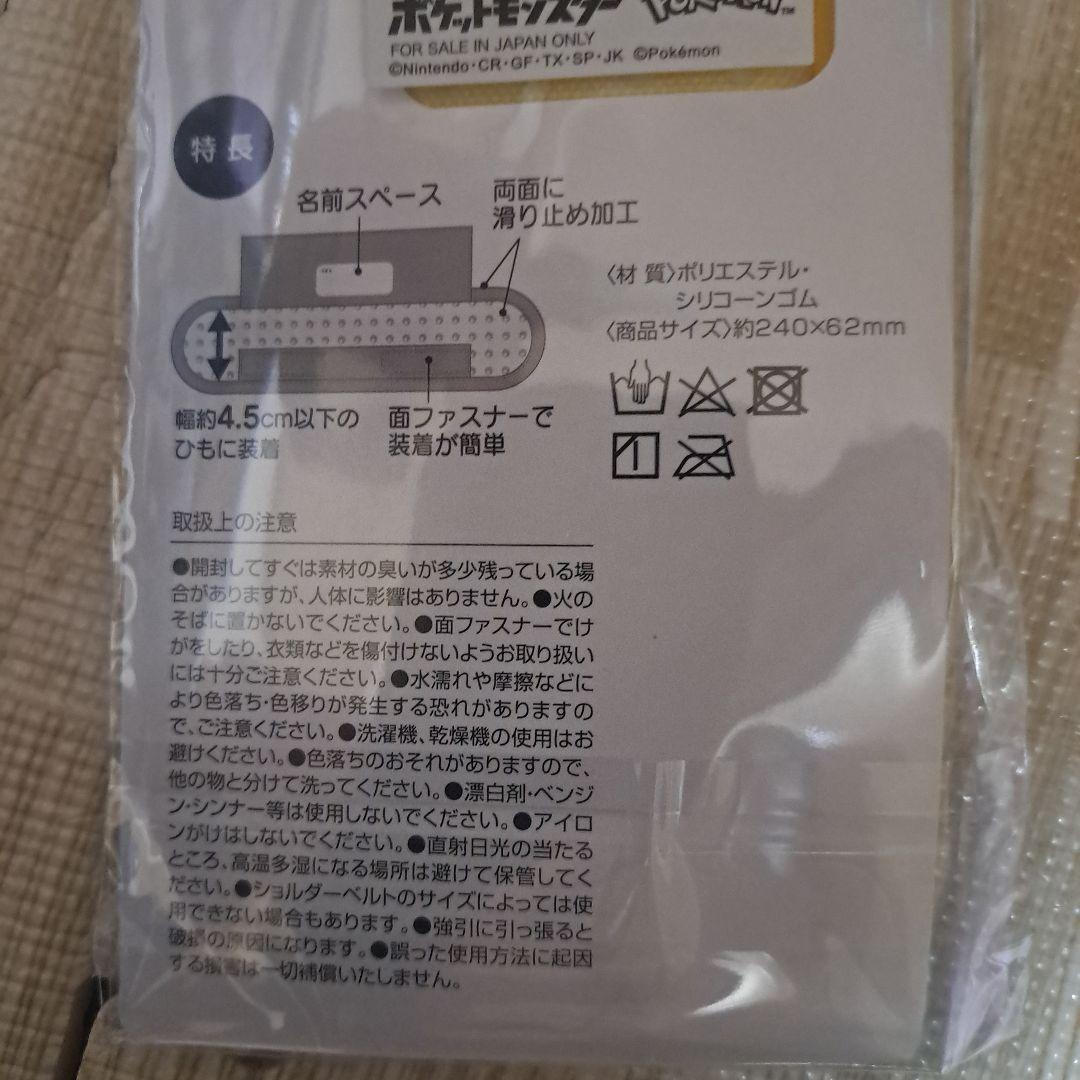 ポケットモンスター POKÉMON™
FOR SALE IN JAPAN ONLY
©Nintendo・CR・GF・TX・SP・JK ©Pokémon
特長
名前スペース
両面に
滑り止め加工
幅約4.5cm以下の
ひもに装着
面ファスナーで
装着が簡単
〈材 質〉ポリエステル・
シリコーンゴム
〈商品サイズ〉約240×62mm
取扱上の注意
●開封してすぐは素材の臭いが多少残っている場
合がありますが、人体に影響はありません。●火の
そばに置かないでください。●面ファスナーでけ
がをしたり、衣類などを傷付けないようお取り扱い
には十分ご注意ください。●水濡れや摩擦などに
より色落ち・色移りが発生する恐れがありますの
で、ご注意ください。●洗濯機、乾燥機の使用はお
避けください。●色落ちのおそれがありますので、
他の物と分けて洗ってください。●漂白剤・ベンジ
ン・シンナー等は使用しないでください。●アイロ
ンがけはしないでください。●直射日光の当たる
ところ、高温多湿になる場所は避けて保管してく
ださい。●ショルダーベルトのサイズによっては使
用できない場合もあります。●強引に引っ張ると
破損の原因になります。●誤った使用方法に起因
する損害は一切補償いたしません。